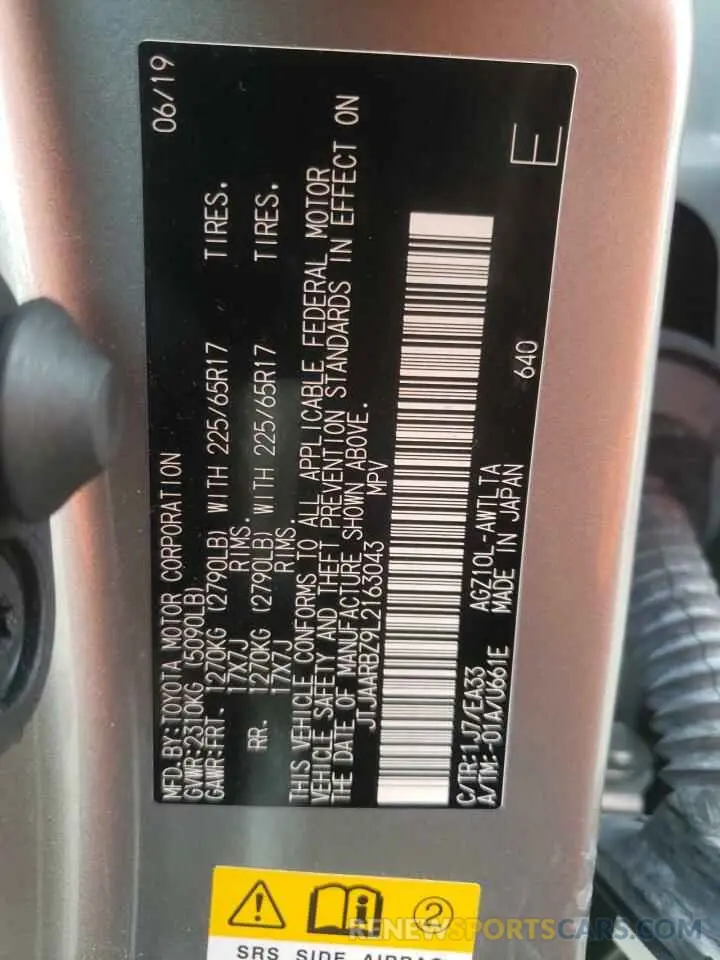 MFD.BY:TOYOTA MOTOR CORPORATION 06/19
GVWR:2310KG (5090LB)
GAWR:FRT. 1270KG (2790LB) WITH 225/65R17 TIRES.
17X7J RIMS.
RR. 1270KG (2790LB) WITH 225/65R17 TIRES.
17X7J RIMS.
THIS VEHICLE CONFORMS TO ALL APPLICABLE FEDERAL MOTOR
VEHICLE SAFETY AND THEFT PREVENTION STANDARDS IN EFFECT ON
THE DATE OF MANUFACTURE SHOWN ABOVE.
JTJAARBZ9L2163043 MPV
C/TR:1J7/EA33 AGZ10L-AWTLTA
A/TM:-01A/U661E MADE IN JAPAN 640 E
2
SRS SIDE AIRBAG
RENEWSPORTSCARS.COM